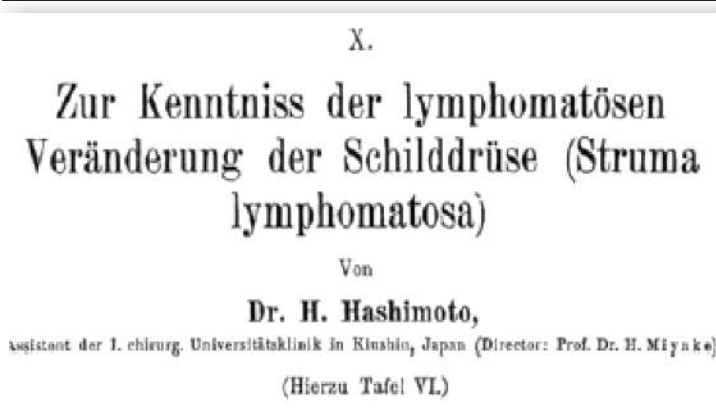 X.
Zur Kenntniss der lymphomatösen
Veränderung der Schilddrüse (Struma
lymphomatosa)
Von
Dr. H. Hashimoto,
Assistent der I. chirurg. Universitätsklinik in Kiushiu, Japan (Director: Prof. Dr. H. Miyake)
(Hierzu Tafel VI.)